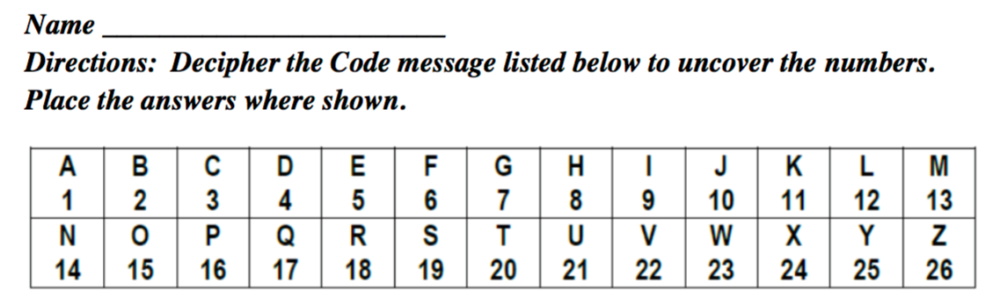 Name ___________________________
Directions: Decipher the Code message listed below to uncover the numbers.
Place the answers where shown.
A B C D E F G H I J K L M
1 2 3 4 5 6 7 8 9 10 11 12 13
N O P Q R S T U V W X Y Z
14 15 16 17 18 19 20 21 22 23 24 25 26